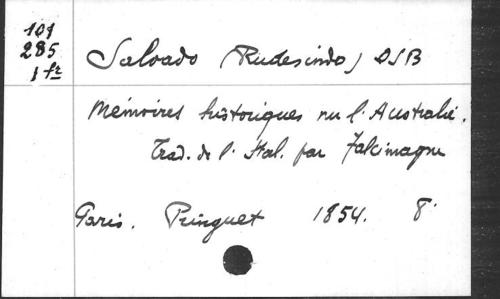 101
285
1 fr
Salvado (Rudesindo) OSB
Mémoires historiques sur l'Australie.
Trad. de l'Ital. par Falcimagne
Paris. Pringuet 1854. 8°